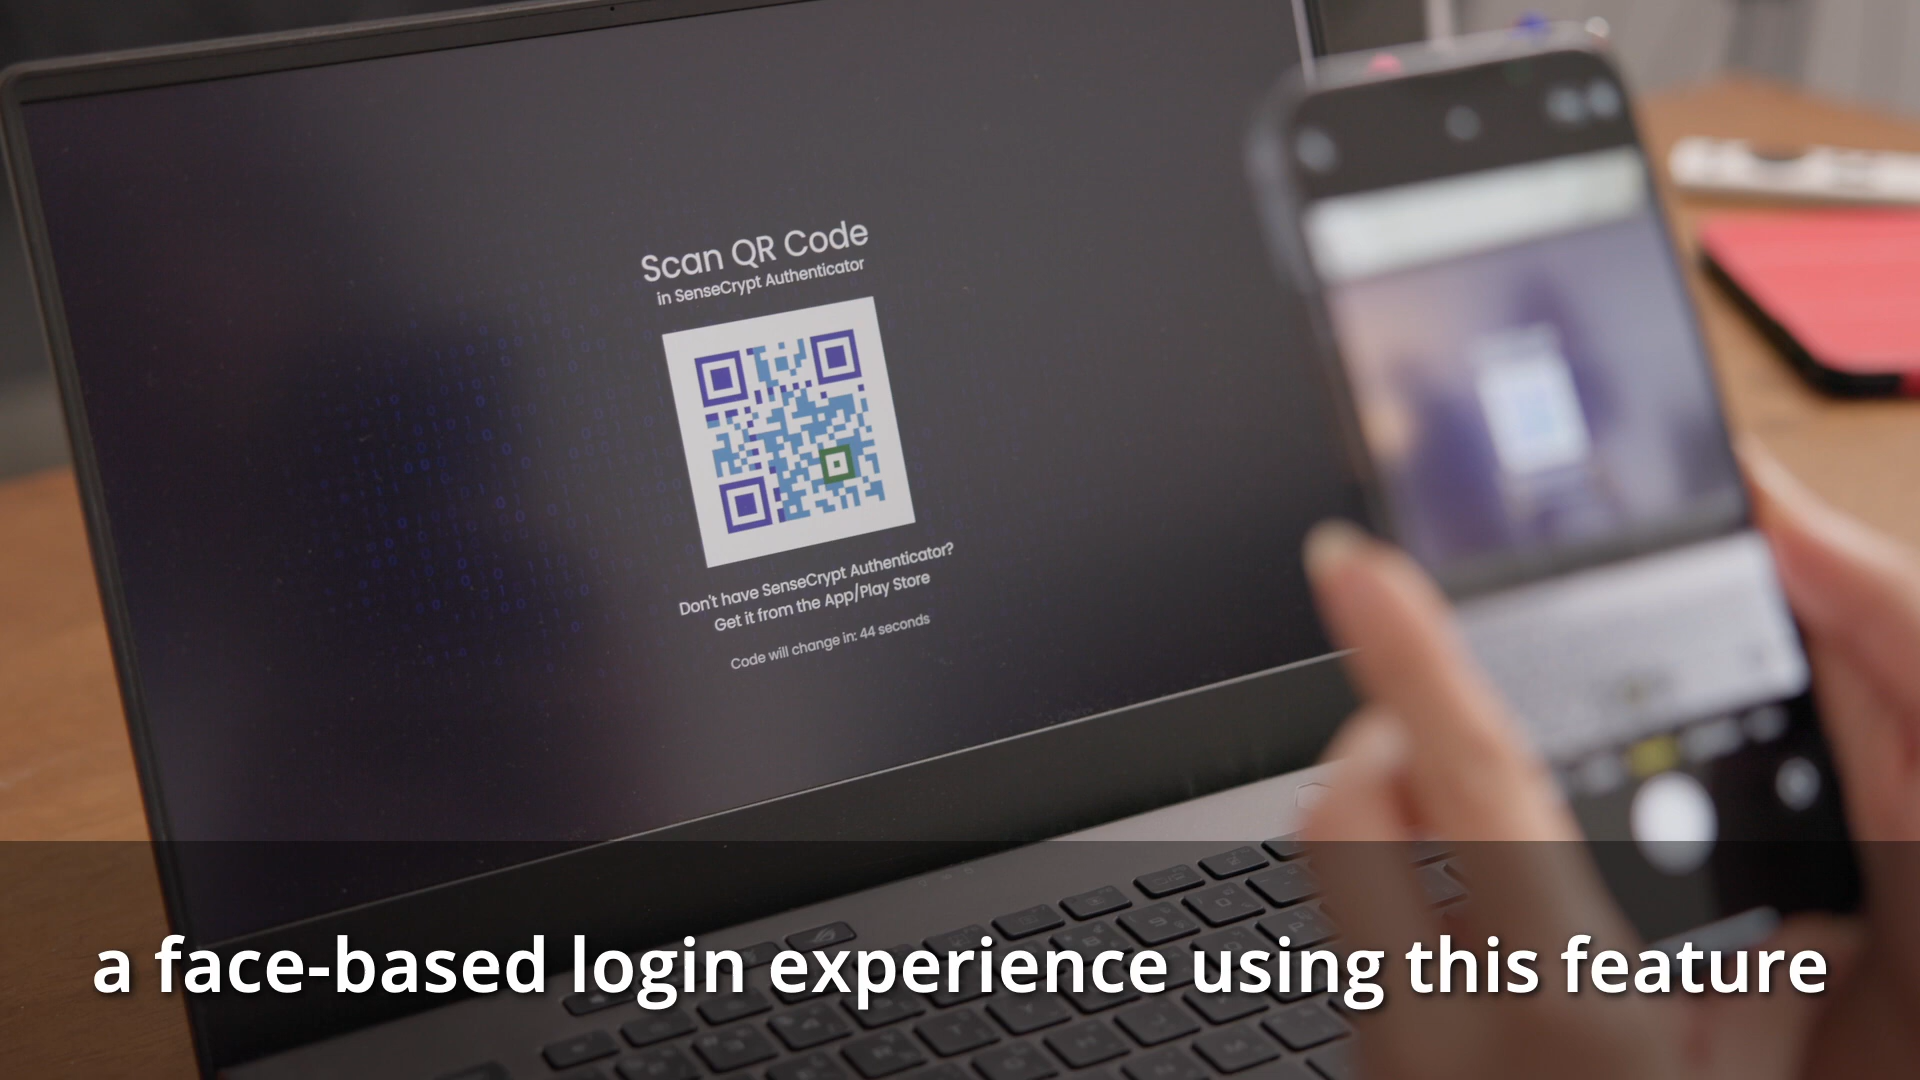 Scan QR Code
in SenseCrypt Authenticator
Don't have SenseCrypt Authenticator?
Get it from the App/Play Store
Code will change in: 44 seconds
a face-based login experience using this feature